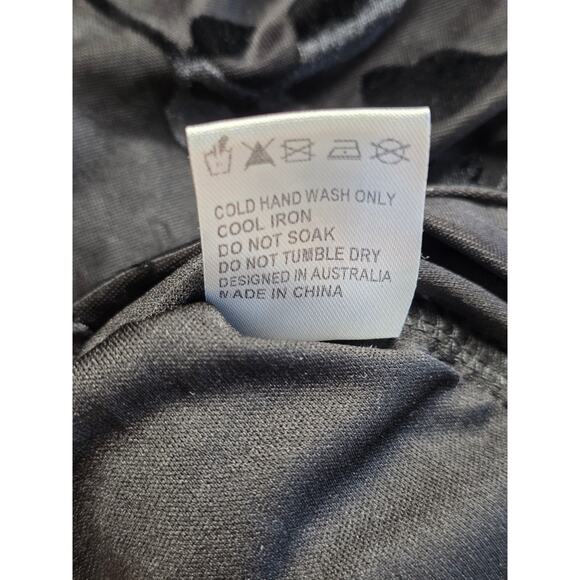 COLD HAND WASH ONLY
COOL IRON
DO NOT SOAK
DO NOT TUMBLE DRY
DESIGNED IN AUSTRALIA
MADE IN CHINA